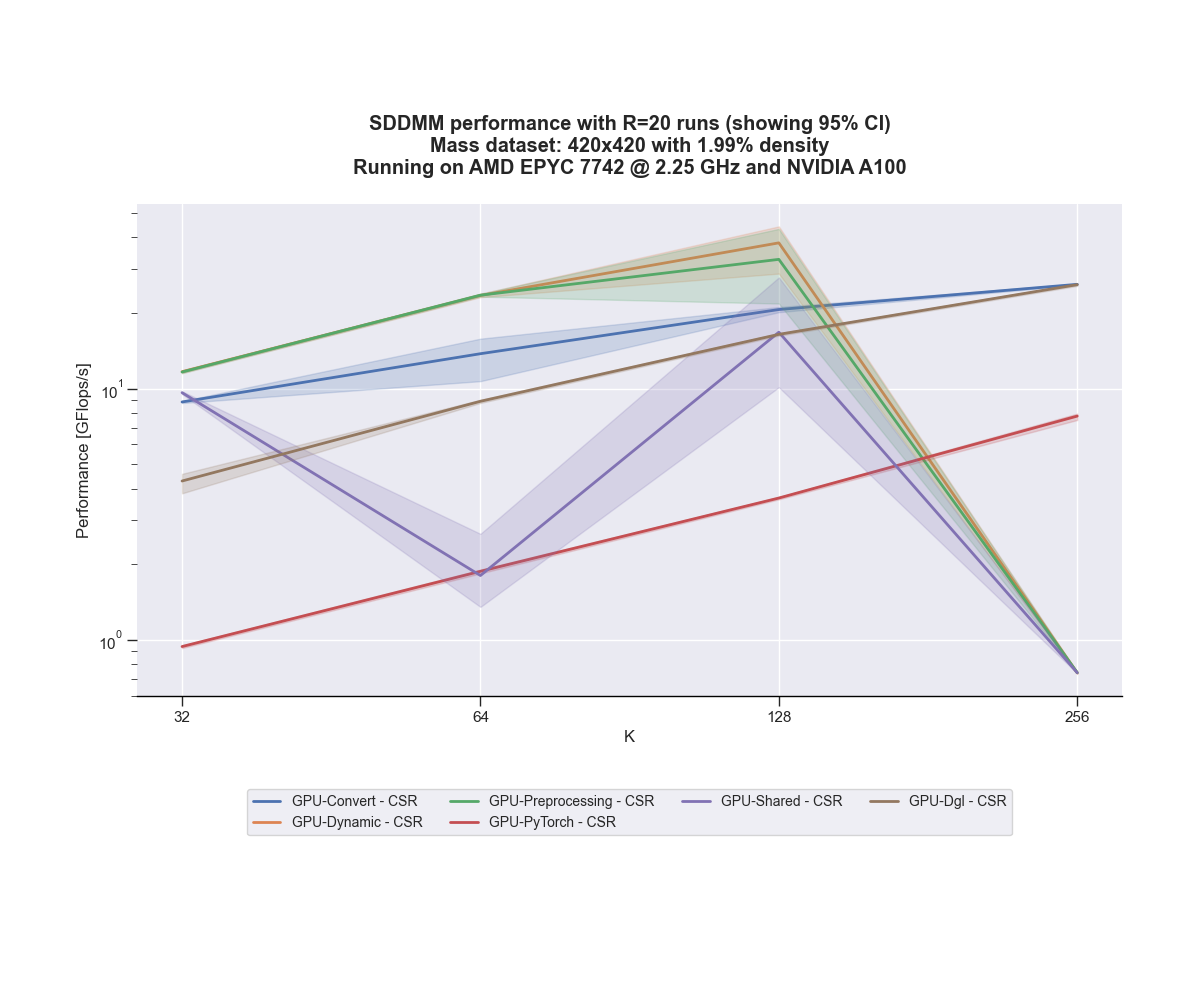 SDDMM performance with R=20 runs (showing 95% CI)
Mass dataset: 420x420 with 1.99% density
Running on AMD EPYC 7742 @ 2.25 GHz and NVIDIA A100
Performance [GFlops/s]
10^1
10^0
32 64 128 256
K
GPU-Convert - CSR GPU-Preprocessing - CSR GPU-Shared - CSR GPU-Dgl - CSR
GPU-Dynamic - CSR GPU-PyTorch - CSR